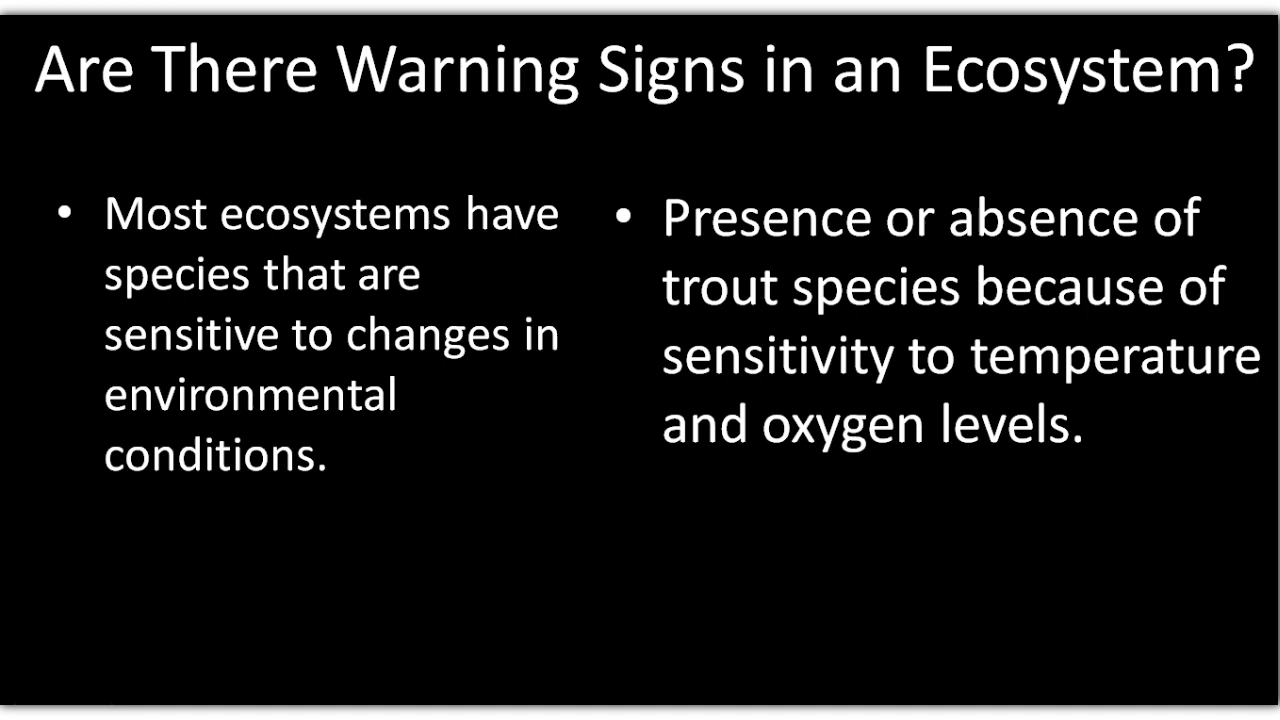 Are There Warning Signs in an Ecosystem?
• Most ecosystems have
species that are
sensitive to changes in
environmental
conditions.
• Presence or absence of
trout species because of
sensitivity to temperature
and oxygen levels.